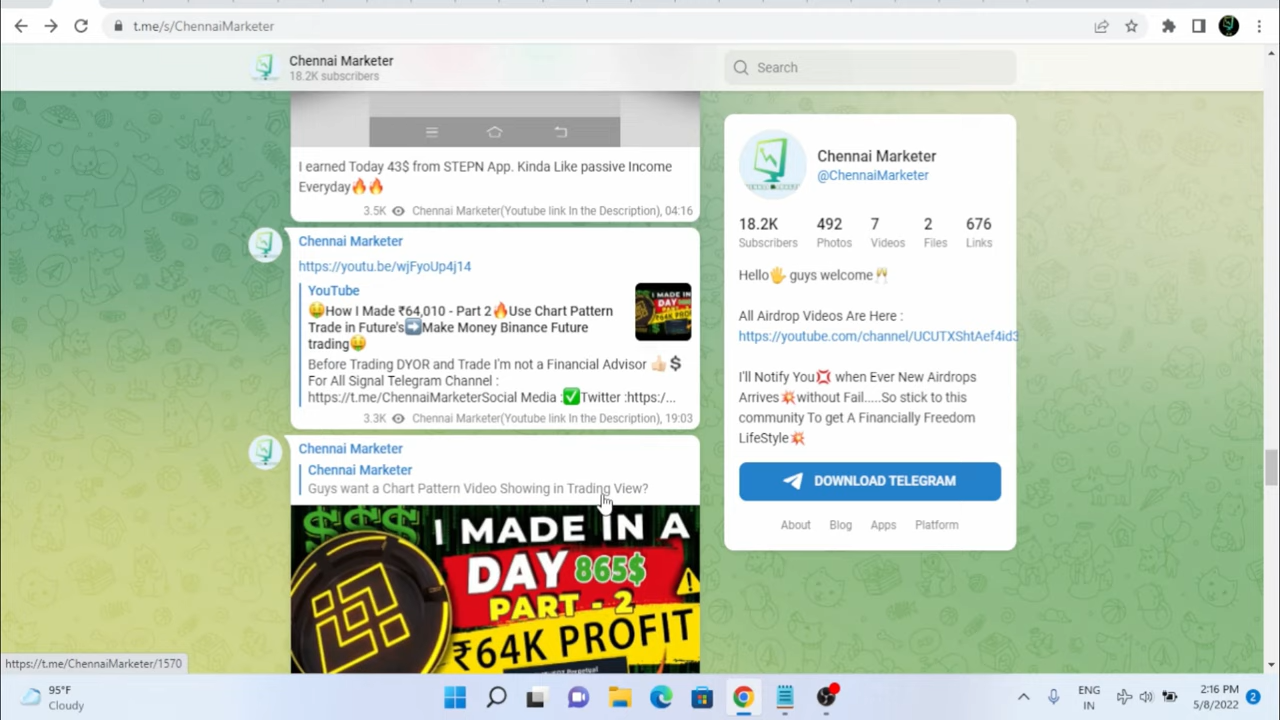 t.me/s/ChennaiMarketer
Chennai Marketer
18.2K subscribers
Search
I earned Today 43$ from STEPN App. Kinda Like passive Income
Everyday🔥🔥
3.5K Chennai Marketer(Youtube link In the Description), 04:16
Chennai Marketer
https://youtu.be/wjFyoUp4j14
YouTube
🤑How I Made ₹64,010 - Part 2🔥Use Chart Pattern
Trade in Future's➡️Make Money Binance Future
trading🤑
Before Trading DYOR and Trade I'm not a Financial Advisor 👍🏻💲
For All Signal Telegram Channel :
https://t.me/ChennaiMarketerSocial Media :✅Twitter :https:/...
I MADE IN A
DAY
3.3K Chennai Marketer(Youtube link In the Description), 19:03
Chennai Marketer
Chennai Marketer
Guys want a Chart Pattern Video Showing in Trading View?
$$$ I MADE IN A
DAY 865$
PART - 2
₹64K PROFIT
Perpetual
Chennai Marketer
@ChennaiMarketer
18.2K 492 7 2 676
Subscribers Photos Videos Files Links
Hello🖐 guys welcome🥂
All Airdrop Videos Are Here :
https://youtube.com/channel/UCUTXShtAef4id3
I'll Notify You💢 when Ever New Airdrops
Arrives💥without Fail.....So stick to this
community To get A Financially Freedom
LifeStyle💥
DOWNLOAD TELEGRAM
About Blog Apps Platform
https://t.me/ChennaiMarketer/1570
95°F
Cloudy
ENG
IN
2:16 PM
5/8/2022
2